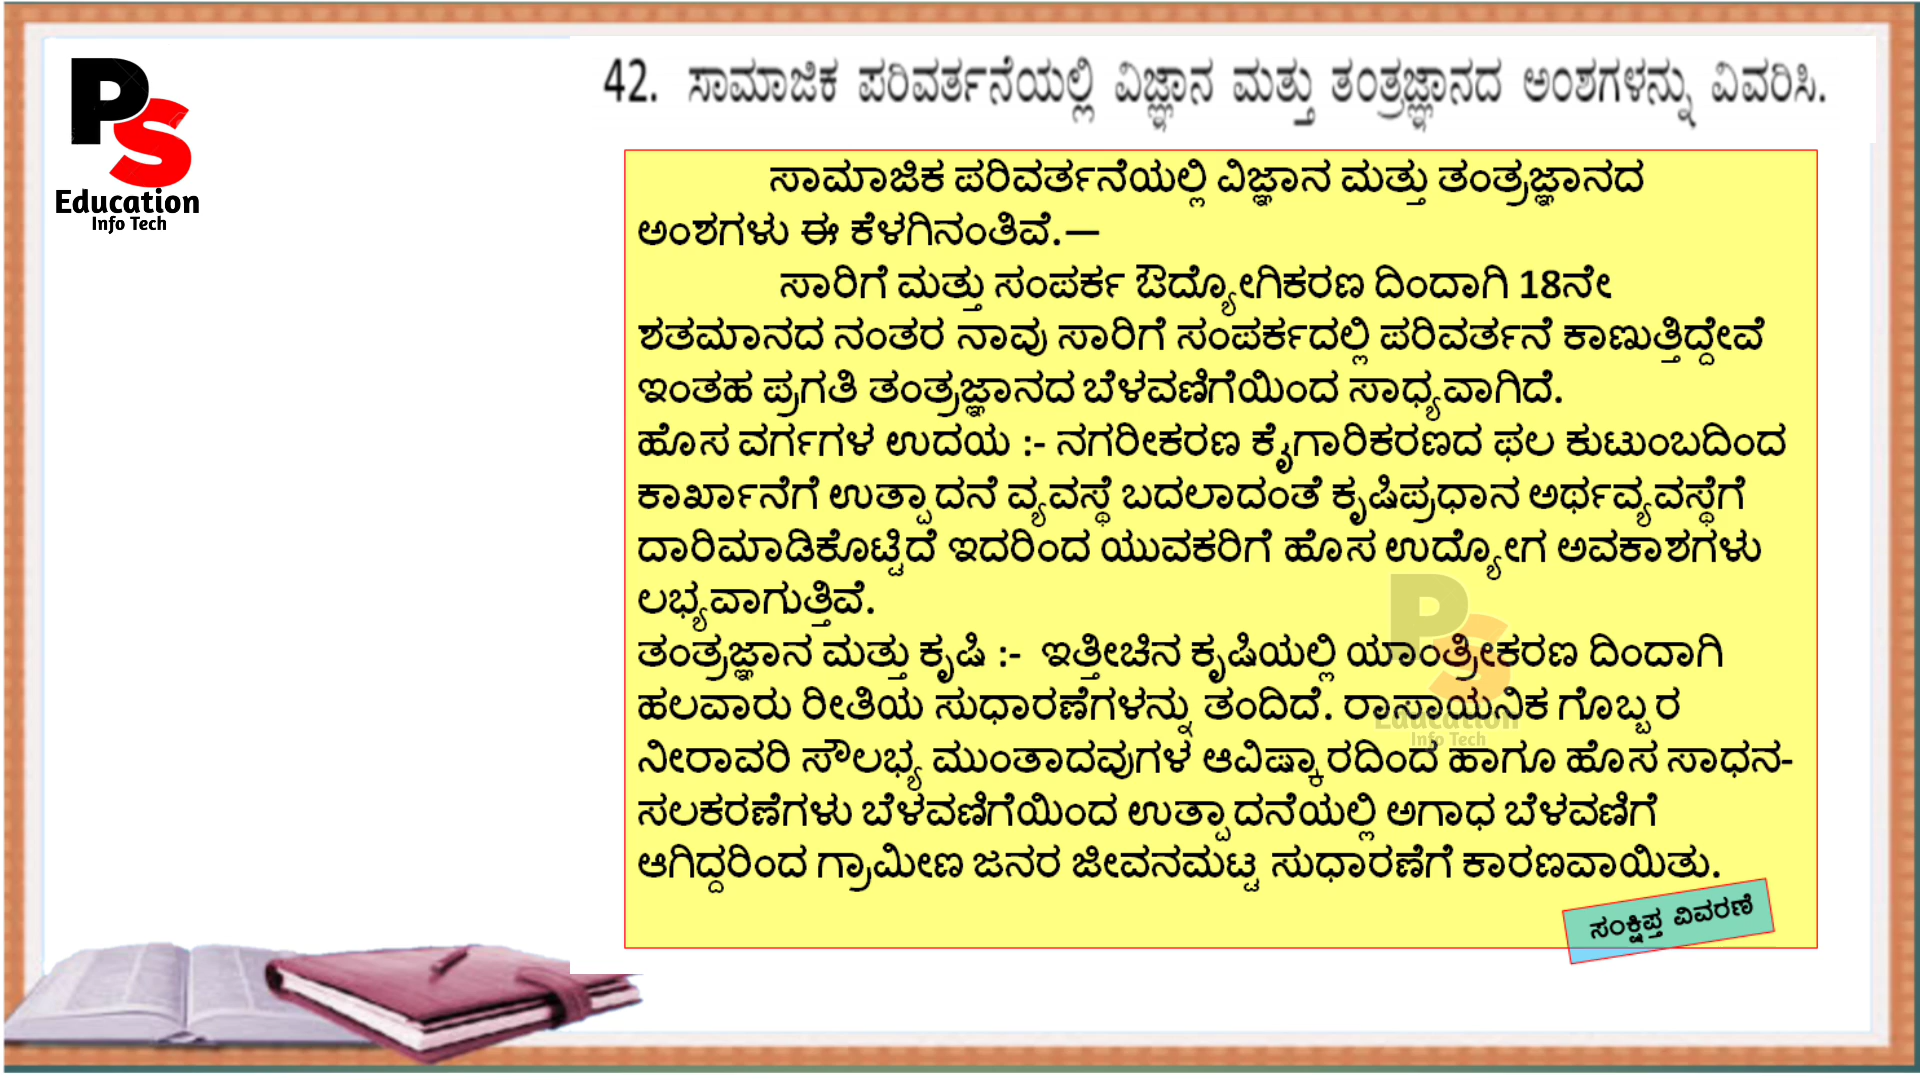 PS
Education
Info Tech
42. ಸಾಮಾಜಿಕ ಪರಿವರ್ತನೆಯಲ್ಲಿ ವಿಜ್ಞಾನ ಮತ್ತು ತಂತ್ರಜ್ಞಾನದ ಅಂಶಗಳನ್ನು ವಿವರಿಸಿ.
ಸಾಮಾಜಿಕ ಪರಿವರ್ತನೆಯಲ್ಲಿ ವಿಜ್ಞಾನ ಮತ್ತು ತಂತ್ರಜ್ಞಾನದ
ಅಂಶಗಳು ಈ ಕೆಳಗಿನಂತಿವೆ.—
ಸಾರಿಗೆ ಮತ್ತು ಸಂಪರ್ಕ ಔದ್ಯೋಗಿಕರಣ ದಿಂದಾಗಿ 18ನೇ
ಶತಮಾನದ ನಂತರ ನಾವು ಸಾರಿಗೆ ಸಂಪರ್ಕದಲ್ಲಿ ಪರಿವರ್ತನೆ ಕಾಣುತ್ತಿದ್ದೇವೆ
ಇಂತಹ ಪ್ರಗತಿ ತಂತ್ರಜ್ಞಾನದ ಬೆಳವಣಿಗೆಯಿಂದ ಸಾಧ್ಯವಾಗಿದೆ.
ಹೊಸ ವರ್ಗಗಳ ಉದಯ :- ನಗರೀಕರಣ ಕೈಗಾರಿಕರಣದ ಫಲ ಕುಟುಂಬದಿಂದ
ಕಾರ್ಖಾನೆಗೆ ಉತ್ಪಾದನೆ ವ್ಯವಸ್ಥೆ ಬದಲಾದಂತೆ ಕೃಷಿಪ್ರಧಾನ ಅರ್ಥವ್ಯವಸ್ಥೆಗೆ
ದಾರಿಮಾಡಿಕೊಟ್ಟಿದೆ ಇದರಿಂದ ಯುವಕರಿಗೆ ಹೊಸ ಉದ್ಯೋಗ ಅವಕಾಶಗಳು
ಲಭ್ಯವಾಗುತ್ತಿವೆ.
ತಂತ್ರಜ್ಞಾನ ಮತ್ತು ಕೃಷಿ :- ಇತ್ತೀಚಿನ ಕೃಷಿಯಲ್ಲಿ ಯಾಂತ್ರೀಕರಣ ದಿಂದಾಗಿ
ಹಲವಾರು ರೀತಿಯ ಸುಧಾರಣೆಗಳನ್ನು ತಂದಿದೆ. ರಾಸಾಯನಿಕ ಗೊಬ್ಬರ
ನೀರಾವರಿ ಸೌಲಭ್ಯ ಮುಂತಾದವುಗಳ ಆವಿಷ್ಕಾರದಿಂದ ಹಾಗೂ ಹೊಸ ಸಾಧನ-
ಸಲಕರಣೆಗಳು ಬೆಳವಣಿಗೆಯಿಂದ ಉತ್ಪಾದನೆಯಲ್ಲಿ ಅಗಾಧ ಬೆಳವಣಿಗೆ
ಆಗಿದ್ದರಿಂದ ಗ್ರಾಮೀಣ ಜನರ ಜೀವನಮಟ್ಟ ಸುಧಾರಣೆಗೆ ಕಾರಣವಾಯಿತು.
PS
Education
Info Tech
ಸಂಕ್ಷಿಪ್ತ ವಿವರಣೆ